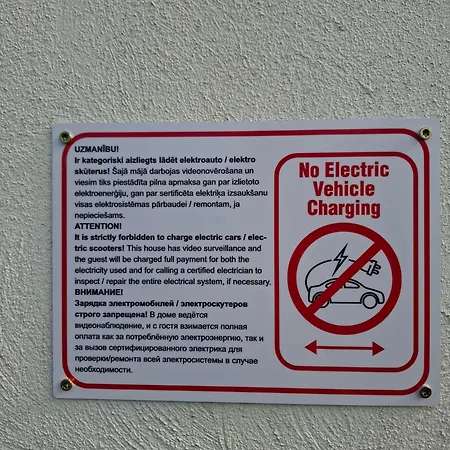 UZMANĪBU!
Ir kategoriski aizliegts lādēt elektroauto / elektro
skūterus! Šajā mājā darbojas videonovērošana un
viesim tiks piestādīta pilna apmaksa gan par izlietoto
elektroenerģiju, gan par sertificēta elektriķa izsaukšanu
visas elektrosistēmas pārbaudei / remontam, ja
nepieciešams.
ATTENTION!
It is strictly forbidden to charge electric cars / elec-
tric scooters! This house has video surveillance and
the guest will be charged full payment for both the
electricity used and for calling a certified electrician to
inspect / repair the entire electrical system, if necessary.
ВНИМАНИЕ!
Зарядка электромобилей / электроскутеров
строго запрещена! В доме ведётся
видеонаблюдение, и с гостя взимается полная
оплата как за потреблённую электроэнергию, так и
за вызов сертифицированного электрика для
проверки/ремонта всей электросистемы в случае
необходимости.
No Electric
Vehicle
Charging